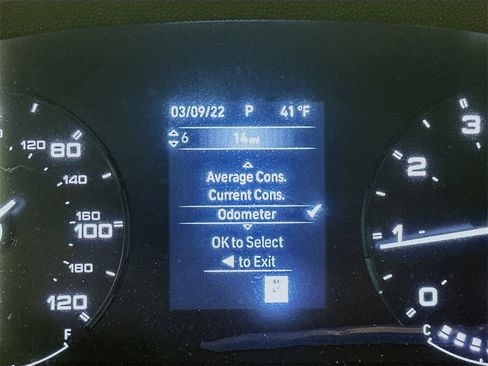 03/09/22 P 41 °F
6 14 mi
Average Cons.
Current Cons.
Odometer ✔
OK to Select
◀ to Exit
120 80
140
160
100
180
120
F
3
2
1
0
C